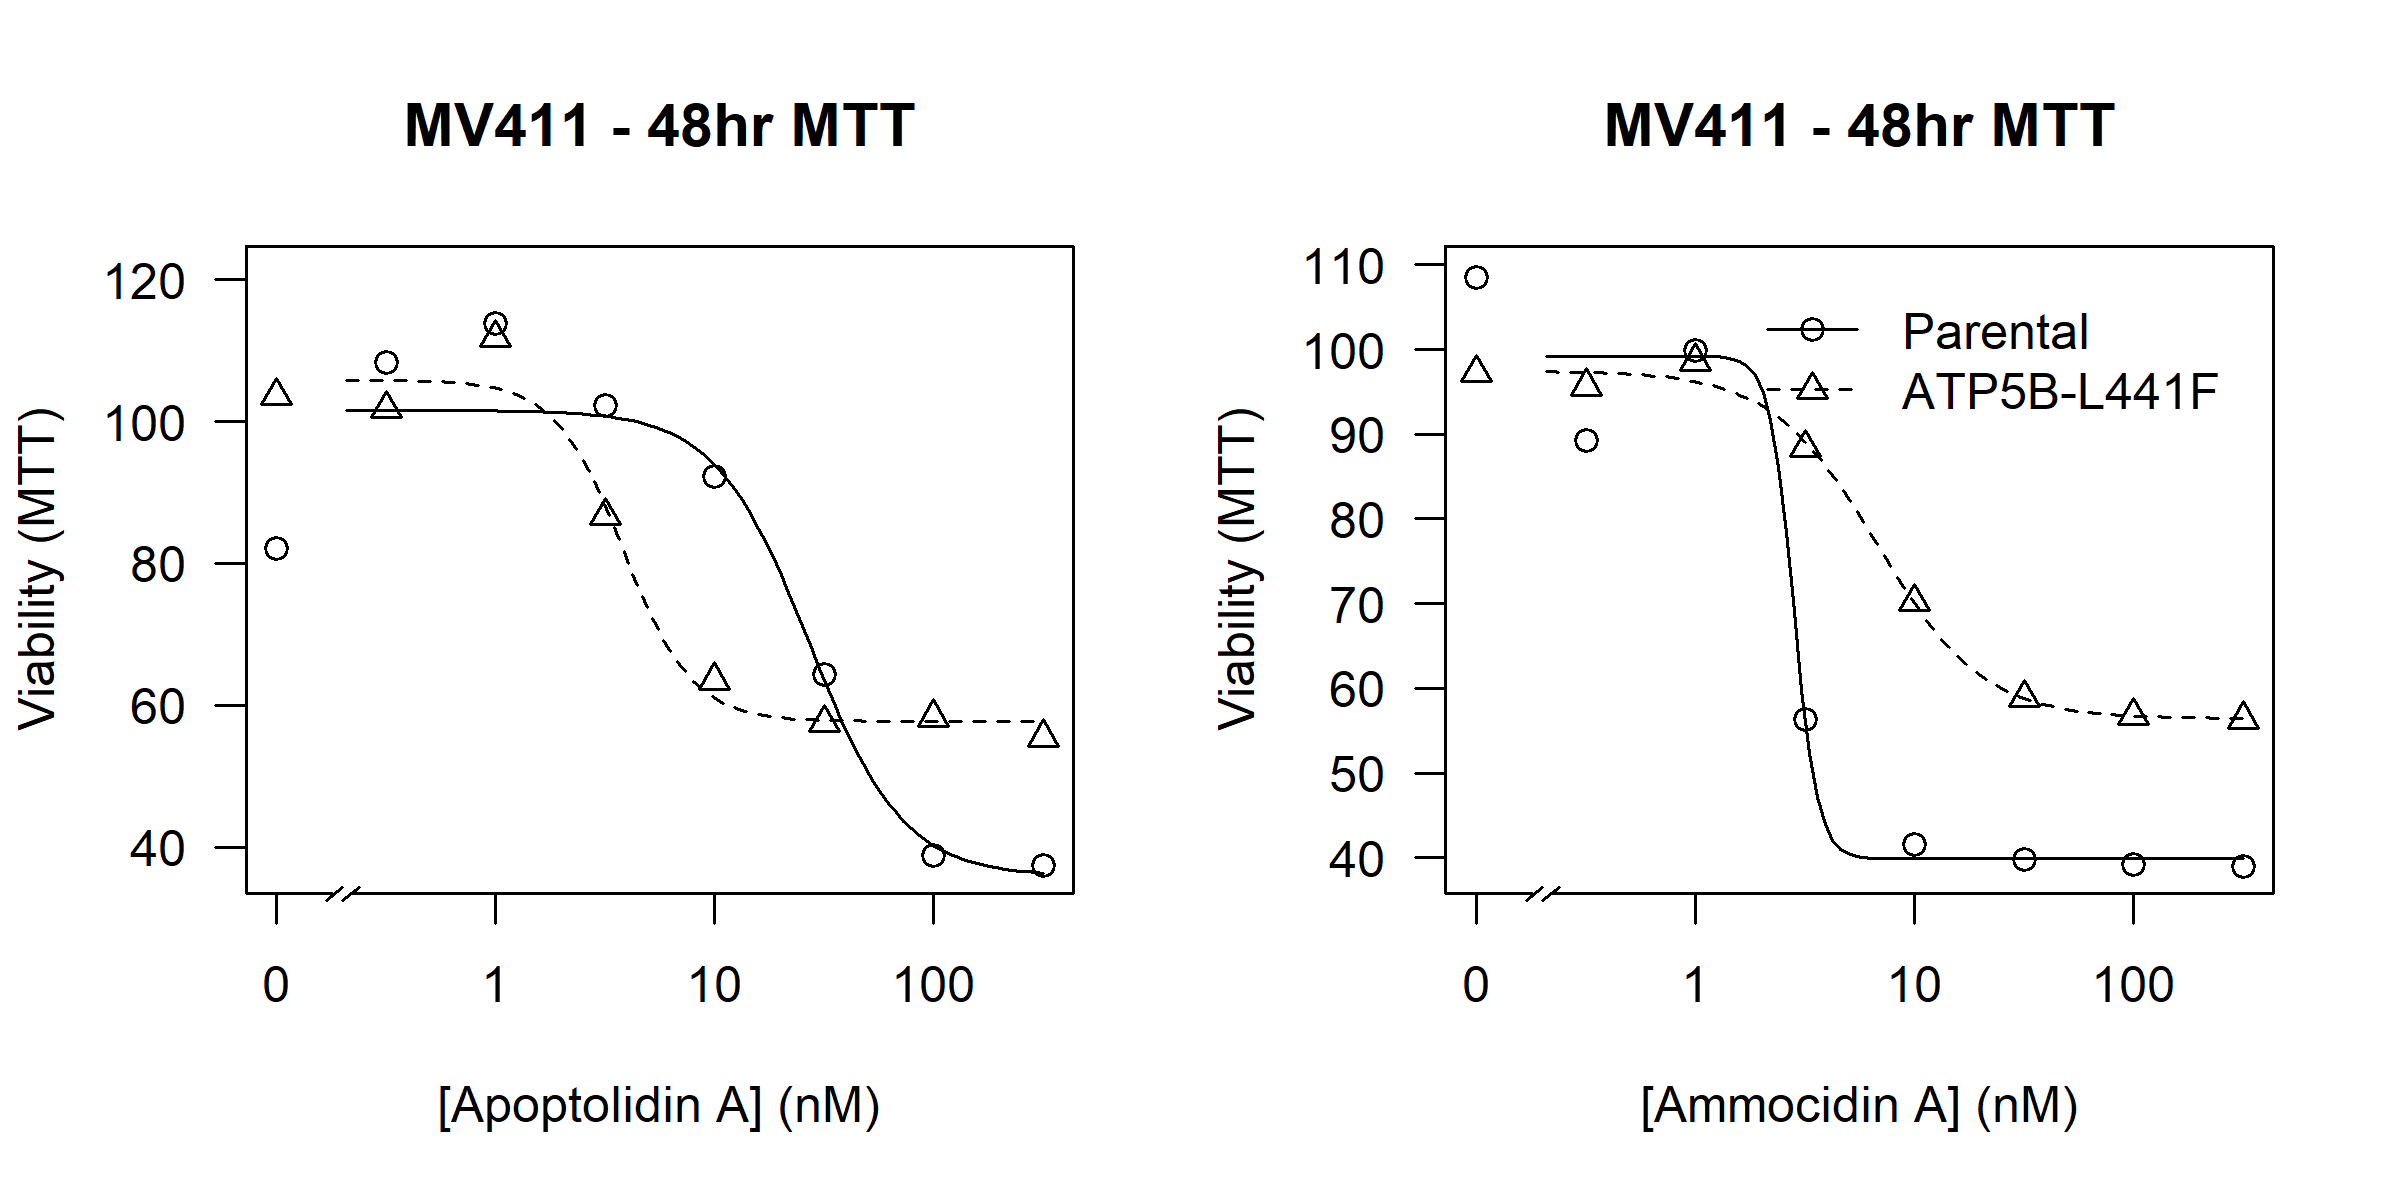 MV411 - 48hr MTT
120
100
80
60
40
Viability (MTT)
0 1 10 100
[Apoptolidin A] (nM)
MV411 - 48hr MTT
110
100
90
80
70
60
50
40
Viability (MTT)
Parental
ATP5B-L441F
0 1 10 100
[Ammocidin A] (nM)